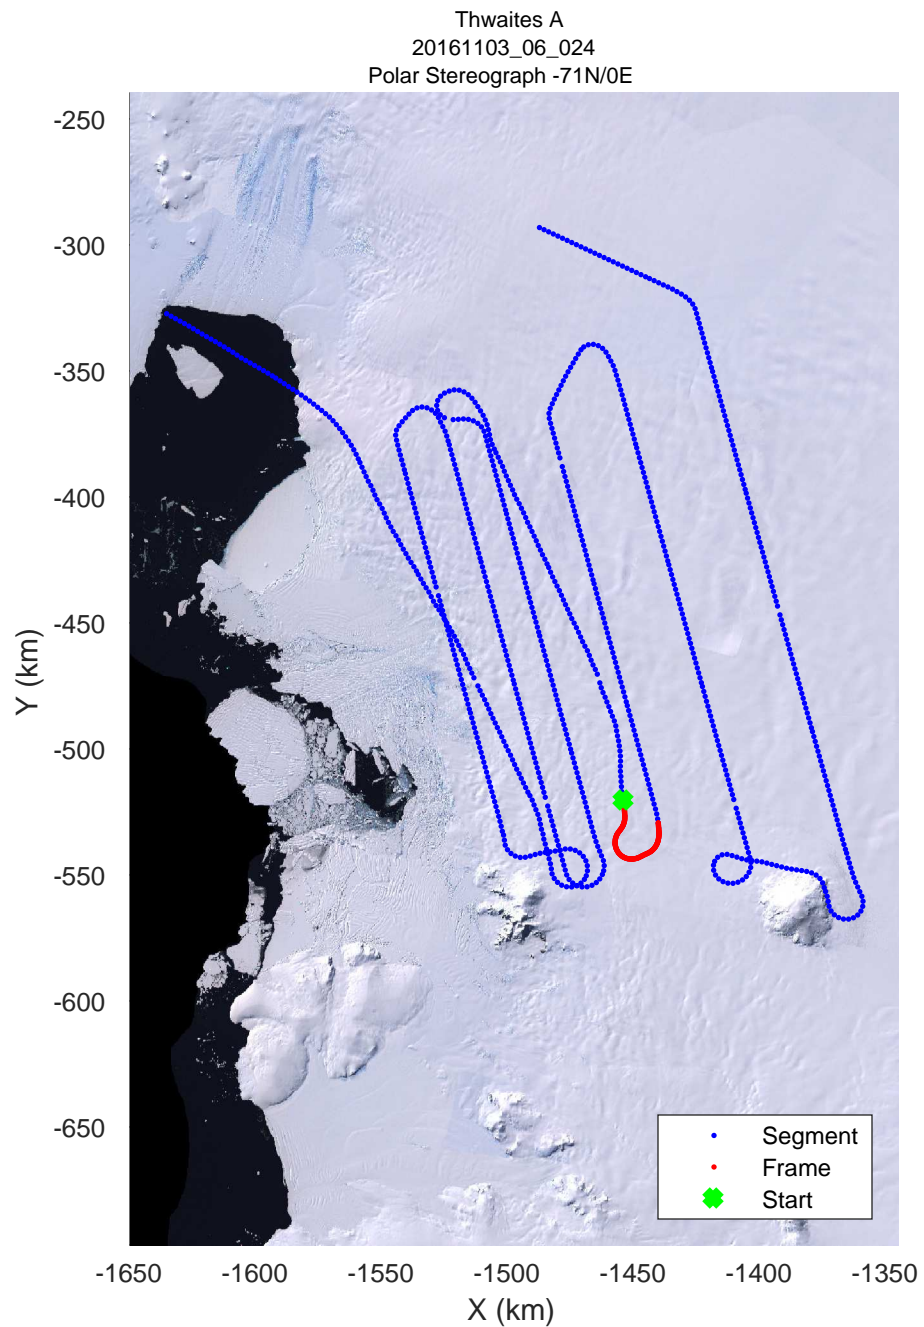 Thwaites A
20161103_06_024
Polar Stereograph -71N/0E
-250
-300
-350
-400
-450
-500
-550
-600
-650
Y (km)
Segment
Frame
Start
-1650 -1600 -1550 -1500 -1450 -1400 -1350
X (km)